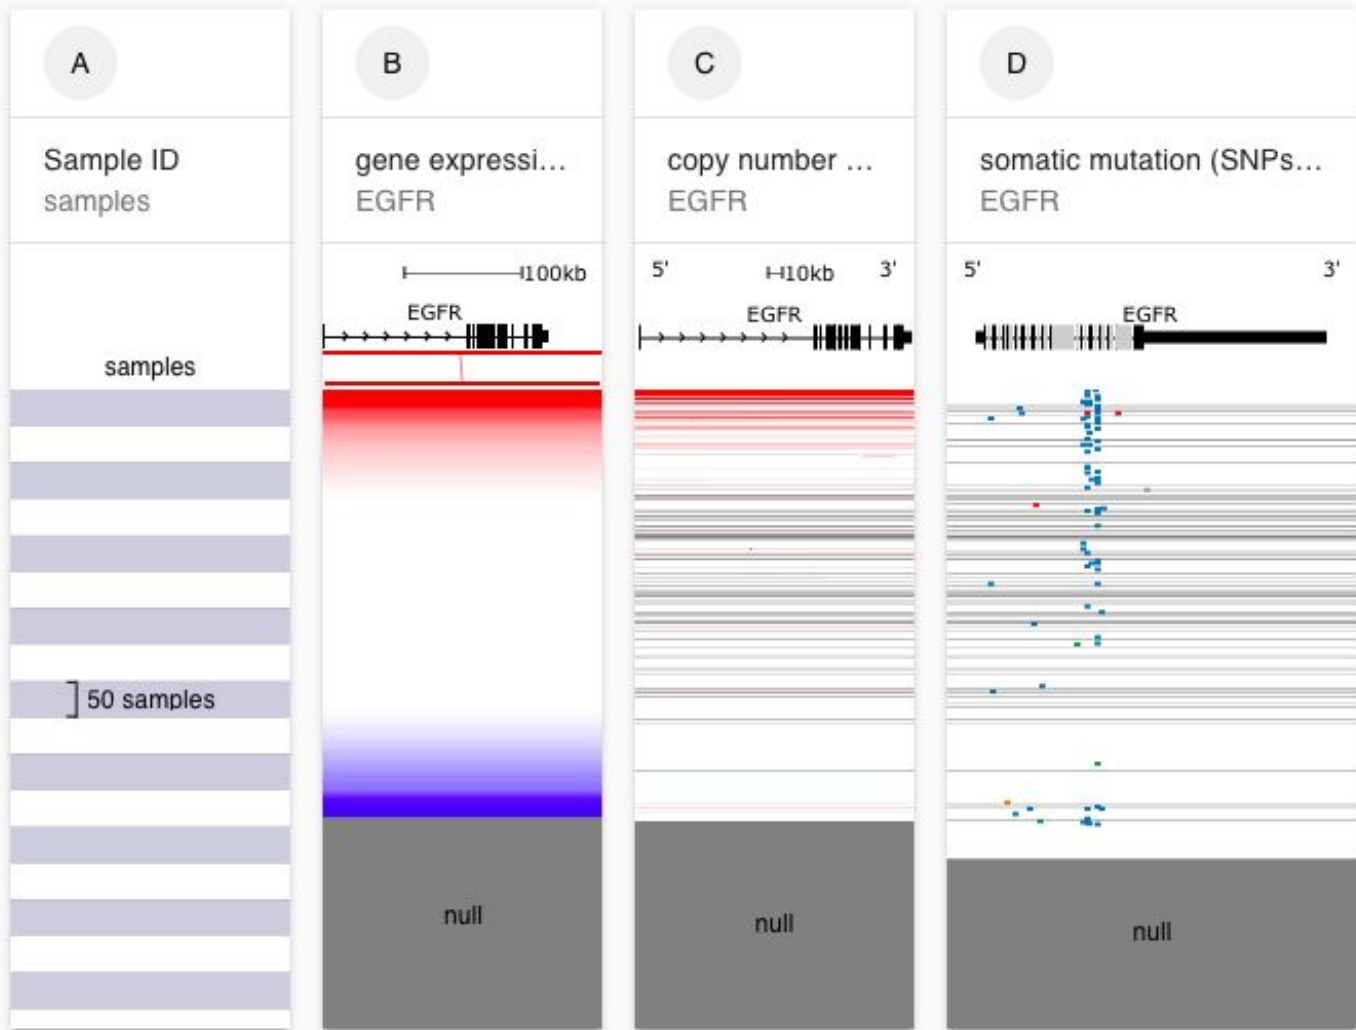 A
Sample ID
samples
samples
50 samples
B
gene expressi...
EGFR
100kb
EGFR
null
C
copy number ...
EGFR
5' 10kb 3'
EGFR
null
D
somatic mutation (SNPs...
EGFR
5' 3'
EGFR
null